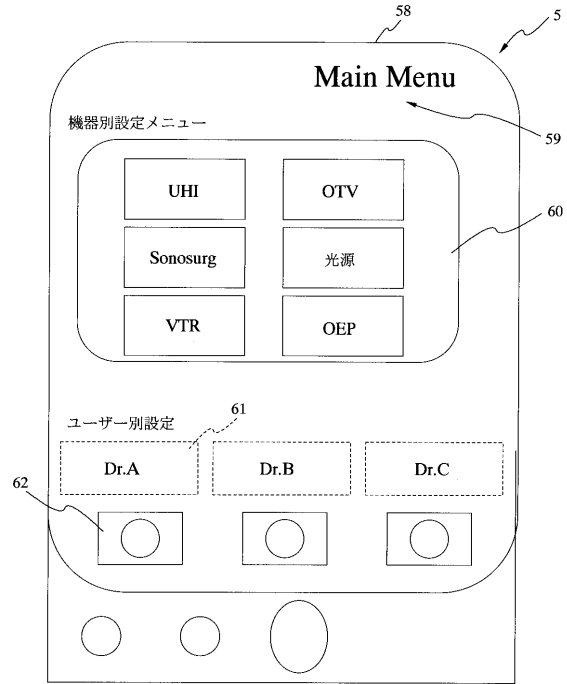 58
5
Main Menu
59
機器別設定メニュー
UHI
OTV
60
Sonosurg
光源
VTR
OEP
ユーザー別設定
61
Dr.A
Dr.B
Dr.C
62